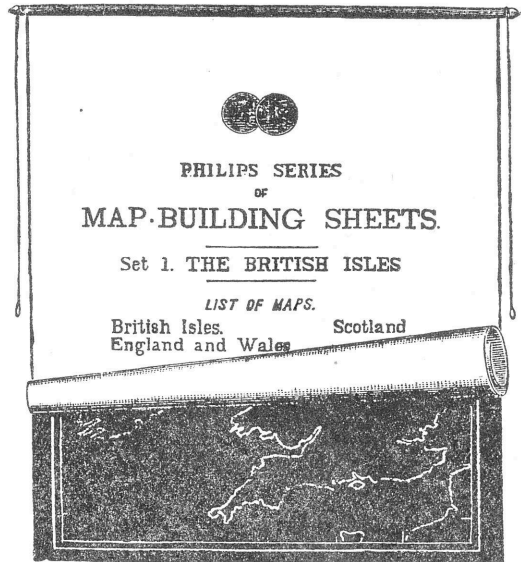 PHILIPS SERIES
OF
MAP·BUILDING SHEETS.
Set 1. THE BRITISH ISLES
LIST OF MAPS.
British Isles. Scotland
England and Wales